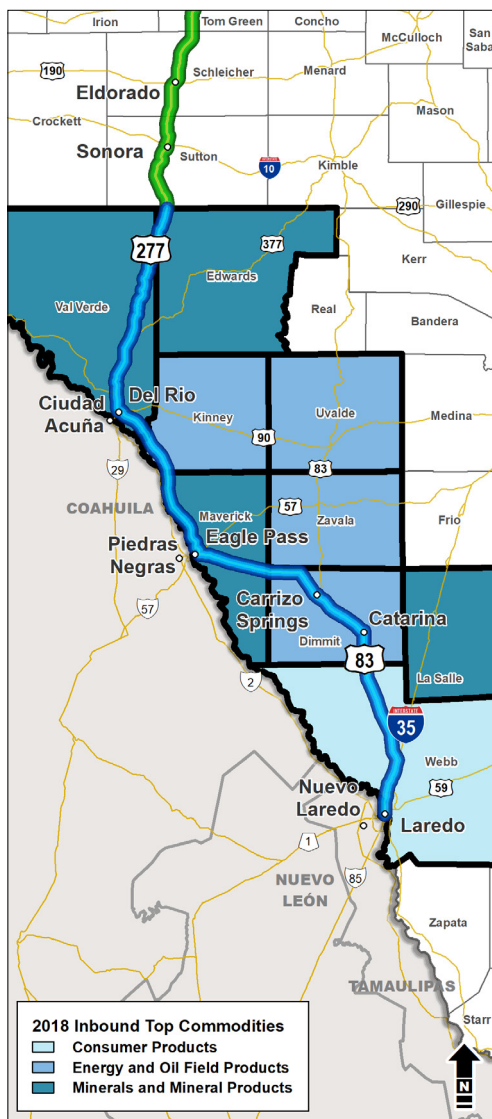 Irion
Tom Green
Concho
McCulloch
San
Saba
190
Schleicher
Menard
Eldorado
Mason
Crockett
Sonora
Sutton
INTERSTATE
10
Kimble
290
Gillespie
277
377
Kerr
Edwards
Val Verde
Real
Bandera
Del Rio
Ciudad
Acuña
Kinney
Uvalde
Medina
90
29
83
COAHUILA
57
Maverick
Zavala
Frio
Eagle Pass
Piedras
Negras
Carrizo
Springs
Catarina
57
Dimmit
83
La Salle
2
INTERSTATE
35
Webb
59
Nuevo
Laredo
Laredo
1
85
NUEVO
LEÓN
Zapata
TAMAULIPAS
Starr
2018 Inbound Top Commodities
Consumer Products
Energy and Oil Field Products
Minerals and Mineral Products
N